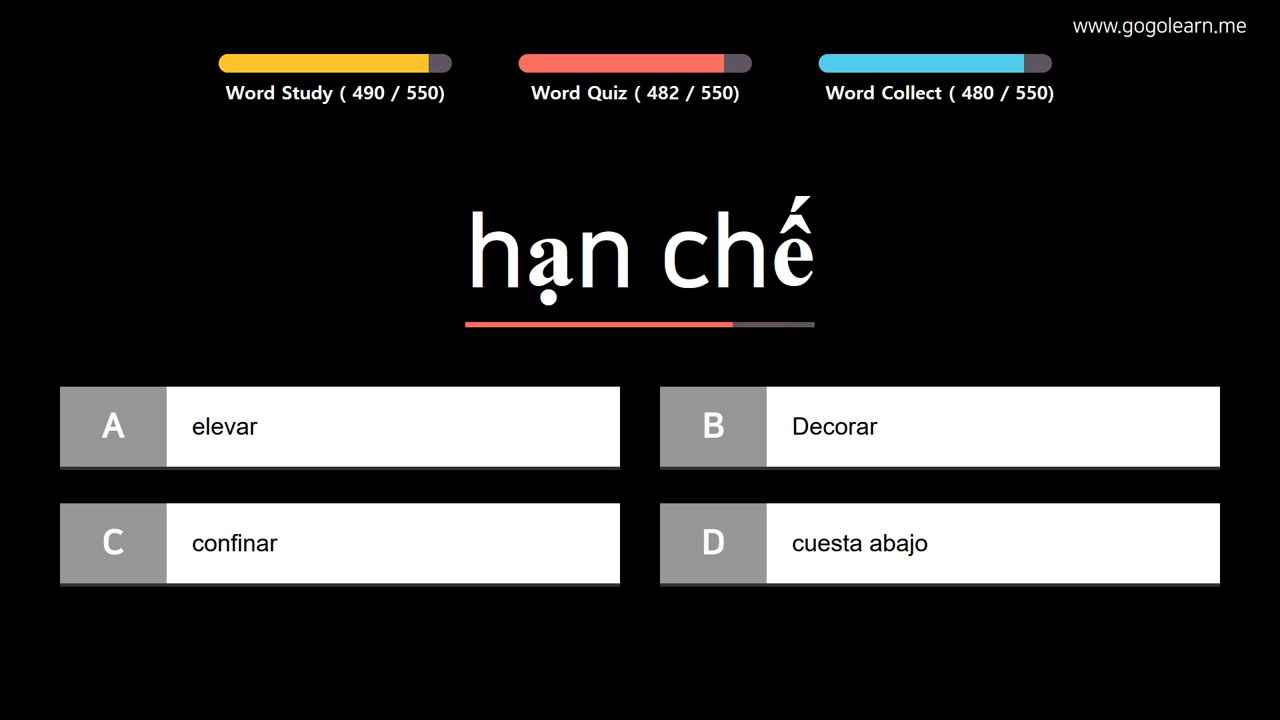 www.gogolearn.me
Word Study ( 490 / 550)
Word Quiz ( 482 / 550)
Word Collect ( 480 / 550)
hạn chế
A elevar
B Decorar
C confinar
D cuesta abajo